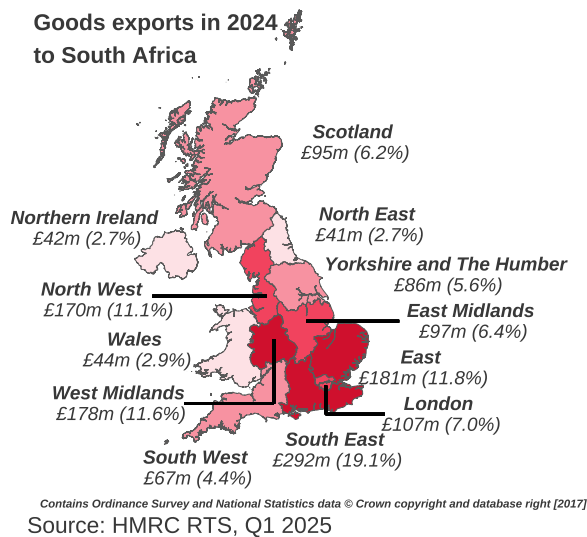 Goods exports in 2024
to South Africa
Scotland
£95m (6.2%)
Northern Ireland
£42m (2.7%)
North East
£41m (2.7%)
Yorkshire and The Humber
£86m (5.6%)
North West
£170m (11.1%)
East Midlands
£97m (6.4%)
Wales
£44m (2.9%)
East
£181m (11.8%)
West Midlands
£178m (11.6%)
London
£107m (7.0%)
South East
£292m (19.1%)
South West
£67m (4.4%)
Contains Ordinance Survey and National Statistics data © Crown copyright and database right [2017]
Source: HMRC RTS, Q1 2025